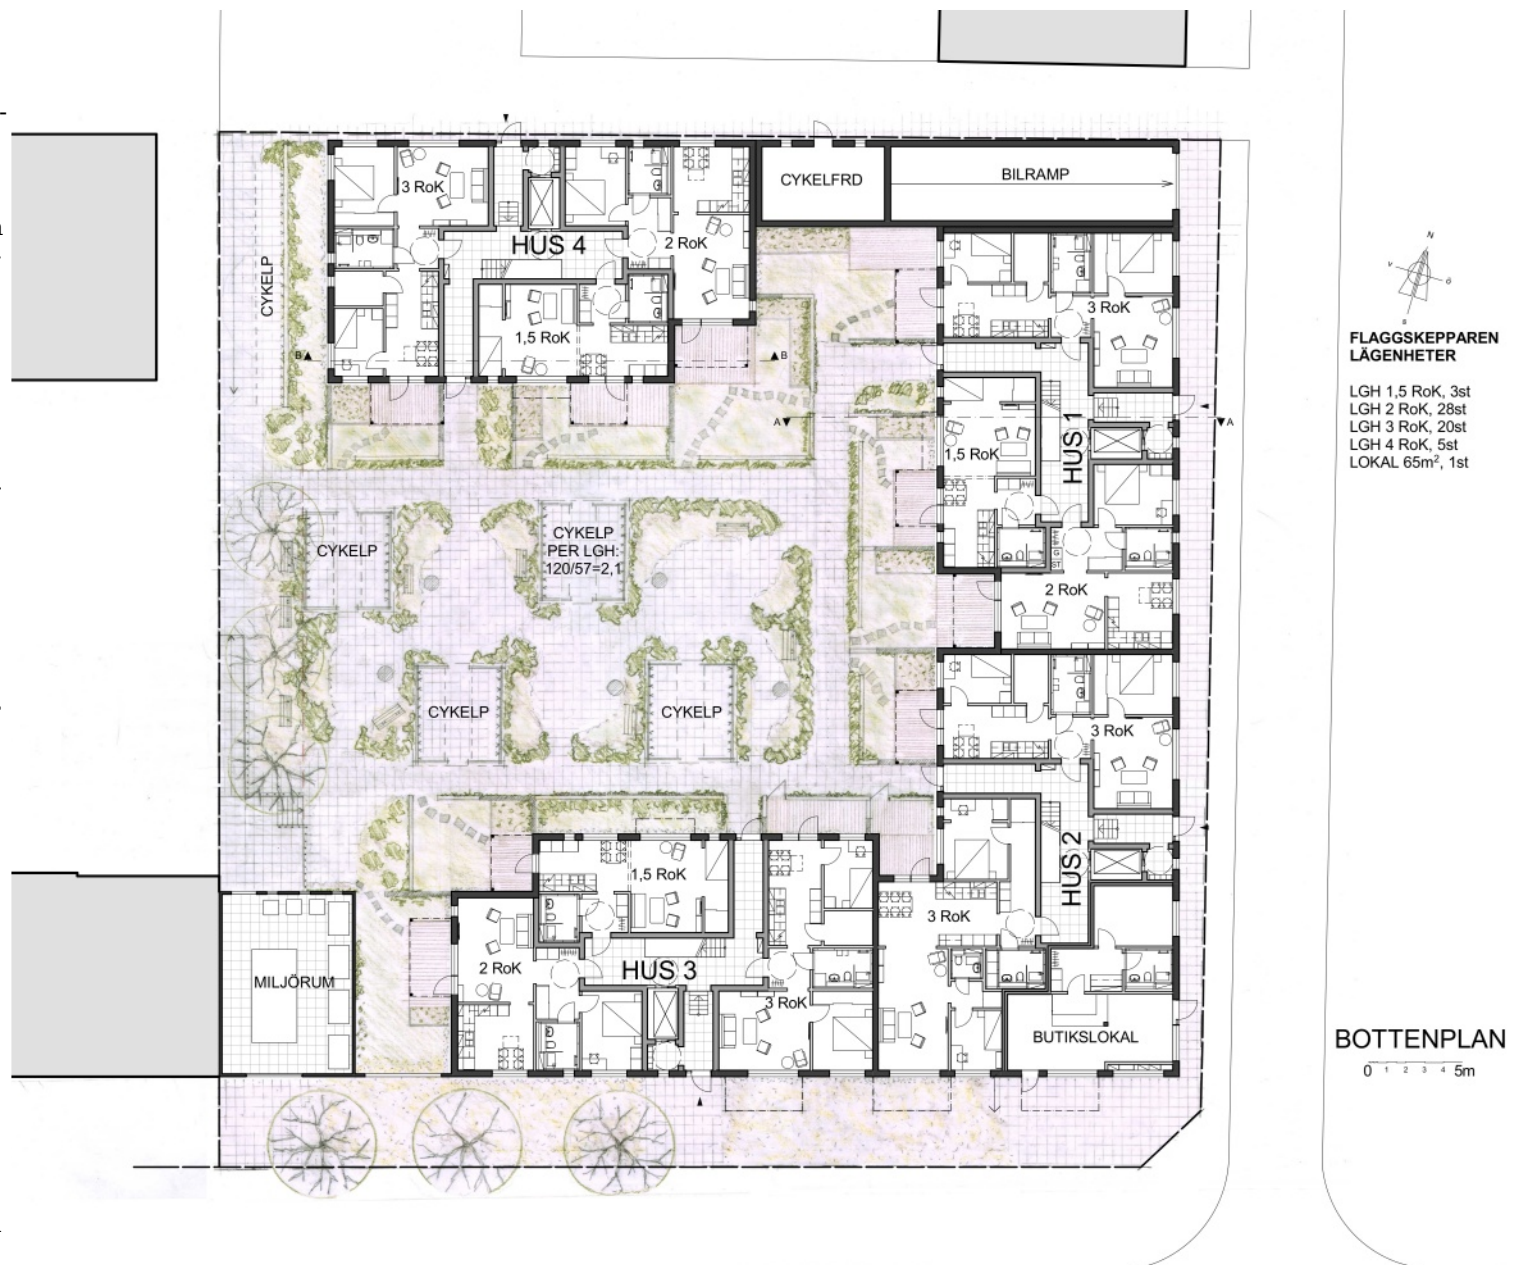 CYKELFRD
BILRAMP
3 RoK
HUS 4
2 RoK
1,5 RoK
CYKELP
B
B
A
A
3 RoK
HUS 1
1,5 RoK
2 RoK
N
V
Ö
S
FLAGGSKEPPAREN
LÄGENHETER
LGH 1,5 RoK, 3st
LGH 2 RoK, 28st
LGH 3 RoK, 20st
LGH 4 RoK, 5st
LOKAL 65m², 1st
CYKELP
CYKELP
PER LGH:
120/57=2,1
CYKELP
CYKELP
3 RoK
HUS 2
3 RoK
1,5 RoK
2 RoK
HUS 3
3 RoK
MILJÖRUM
BUTIKSLOKAL
BOTTENPLAN
0 1 2 3 4 5m